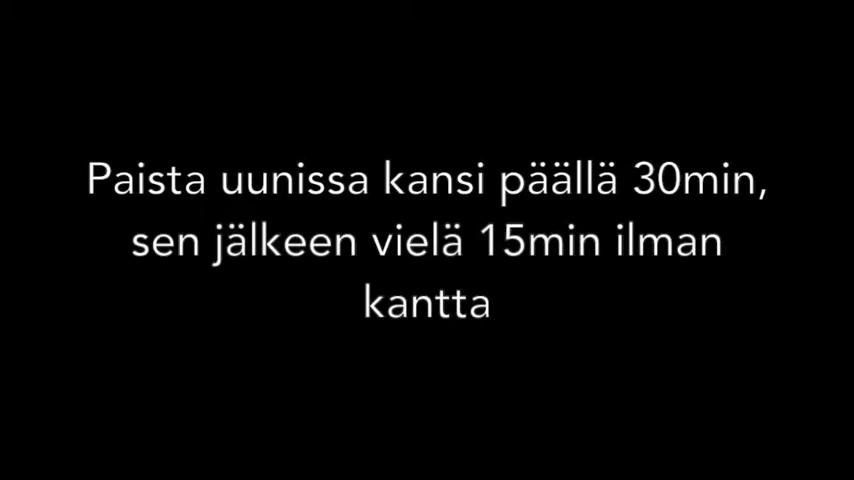 Paista uunissa kansi päällä 30min,
sen jälkeen vielä 15min ilman
kantta